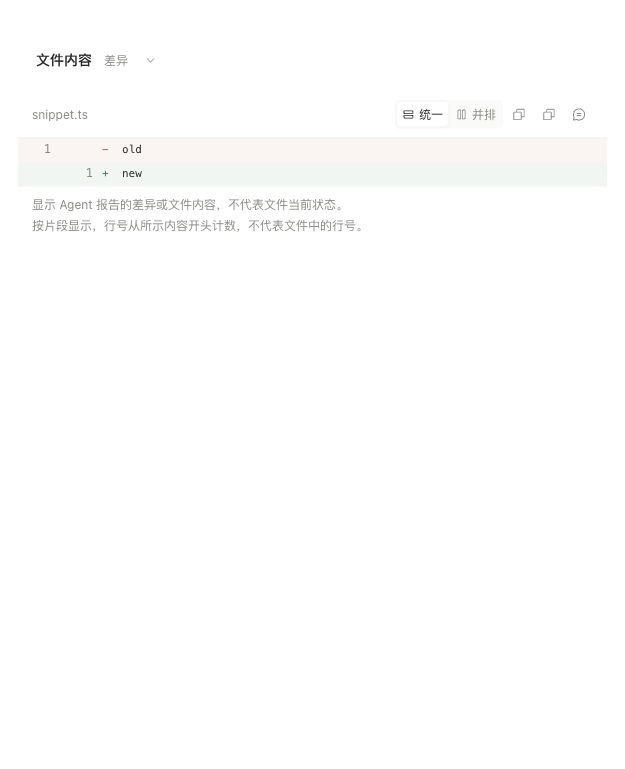 文件内容 差异
snippet.ts 统一 并排
1 − old
1 + new
显示 Agent 报告的差异或文件内容，不代表文件当前状态。
按片段显示，行号从所示内容开头计数，不代表文件中的行号。